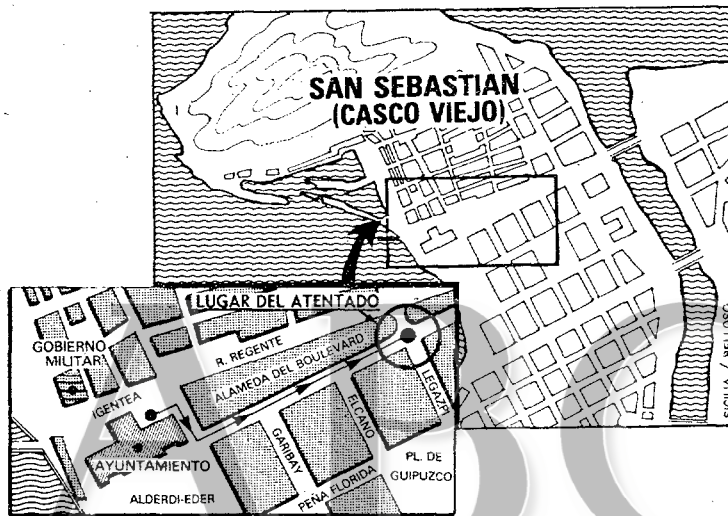 SAN SEBASTIAN
(CASCO VIEJO)
LUGAR DEL ATENTADO
GOBIERNO
MILITAR
R. REGENTE
ALAMEDA DEL BOULEVARD
IGENTEA
LEGAZPI
ELCANO
GARIBAY
AYUNTAMIENTO
PL. DE
GUIPUZCO
PEÑA FLORIDA
ALDERDI-EDER
ABC